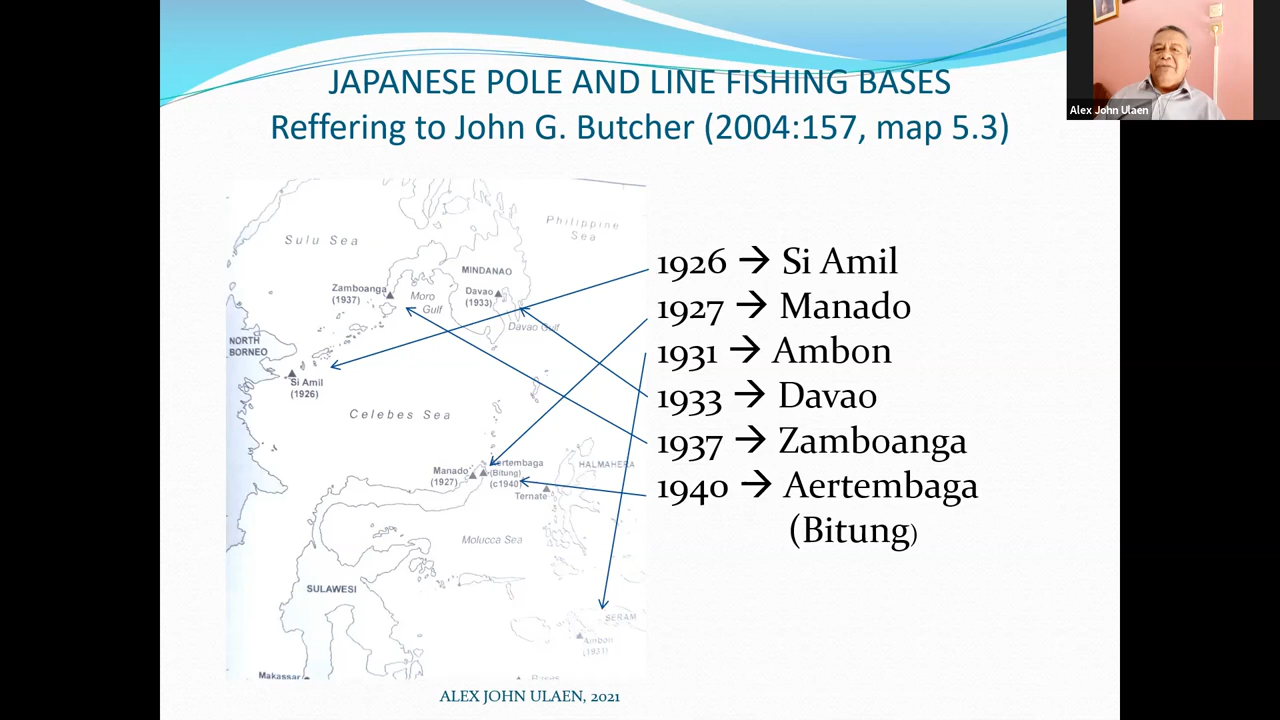 JAPANESE POLE AND LINE FISHING BASES
Reffering to John G. Butcher (2004:157, map 5.3)
Alex John Ulaen
Sulu Sea
Philippine
Sea
MINDANAO
Zamboanga
(1937)
Moro
Gulf
Davao
(1933)
Davao Gulf
NORTH
BORNEO
Si Amil
(1926)
Celebes Sea
Manado
(1927)
Aertembaga
(Bitung)
(c1940)
HALMAHERA
Ternate
Molucca Sea
SULAWESI
SERAM
Ambon
(1931)
Makassar
1926 → Si Amil
1927 → Manado
1931 → Ambon
1933 → Davao
1937 → Zamboanga
1940 → Aertembaga
(Bitung)
ALEX JOHN ULAEN, 2021